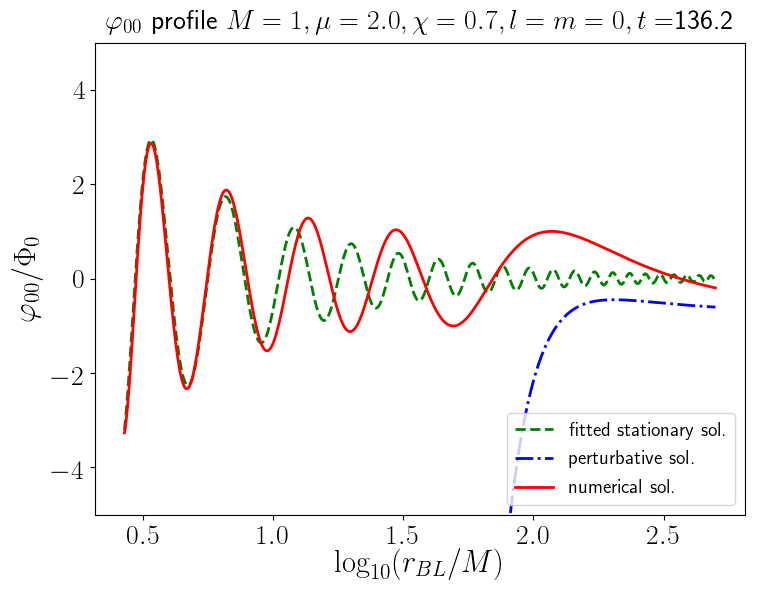 φ₀₀ profile M = 1, μ = 2.0, χ = 0.7, l = m = 0, t =136.2
φ₀₀/Φ₀
4
2
0
−2
−4
fitted stationary sol.
perturbative sol.
numerical sol.
0.5 1.0 1.5 2.0 2.5
log₁₀(r_BL/M)